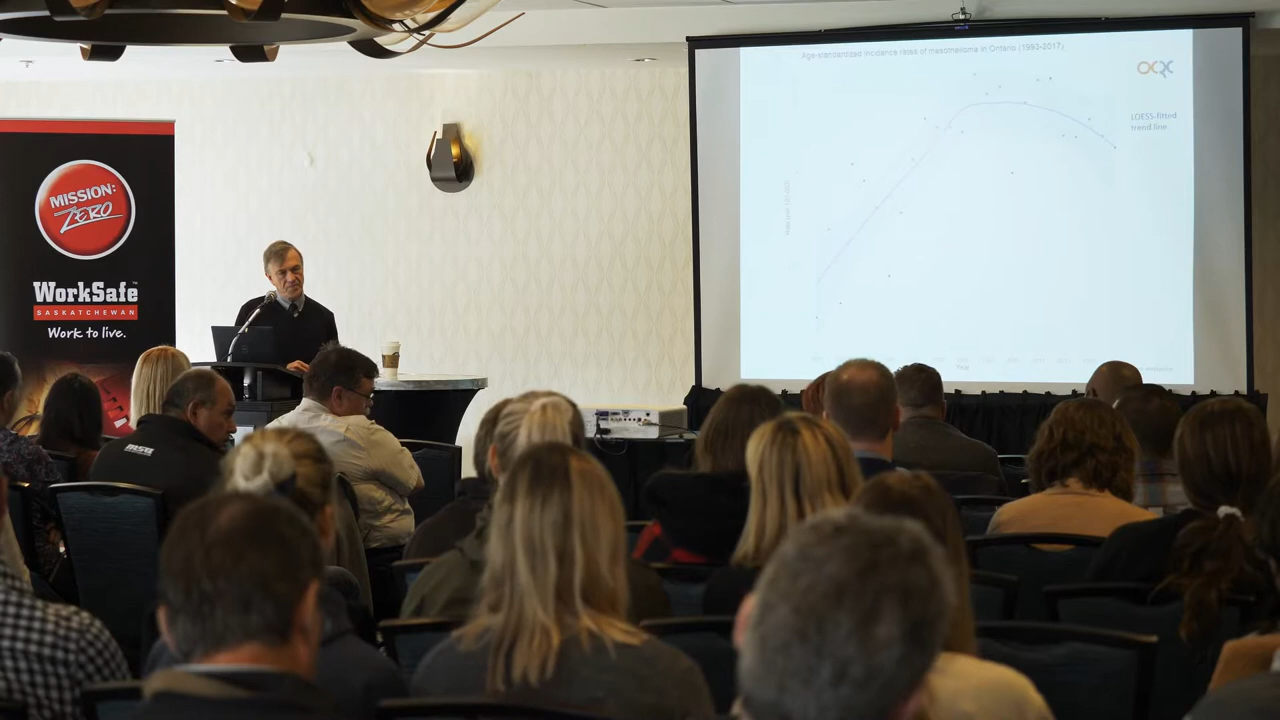 MISSION:
ZERO
WorkSafe
SASKATCHEWAN
Work to live.
Age-standardized incidence rates of mesothelioma in Ontario (1993-2017)
LOESS-fitted
trend line
Year